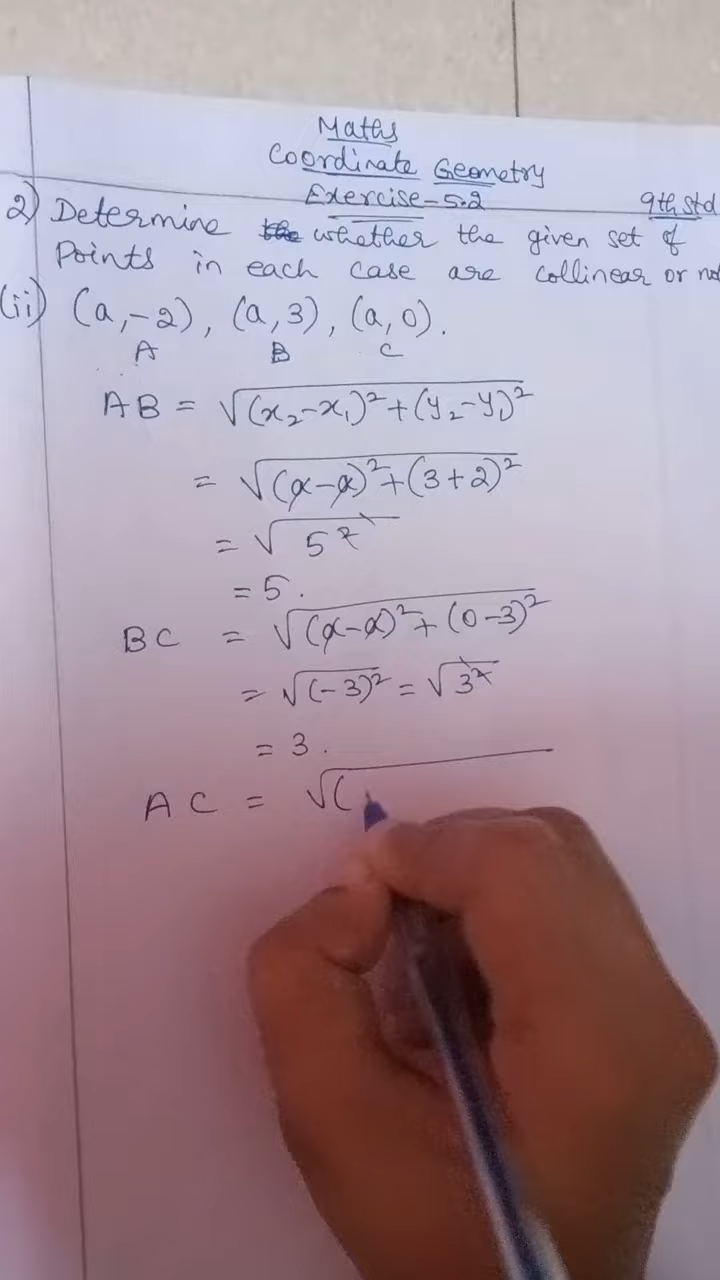 Maths
Coordinate Geometry
Exercise-5.2
9th std
2) Determine whether the given set of
Points in each case are collinear or not
(ii) (a,-2), (a,3), (a,0).
A B C
AB = √(x₂-x₁)²+(y₂-y₁)²
= √(a-a)²+(3+2)²
= √5²
= 5.
BC = √(a-a)²+(0-3)²
= √(-3)² = √3²
= 3.
AC = √(